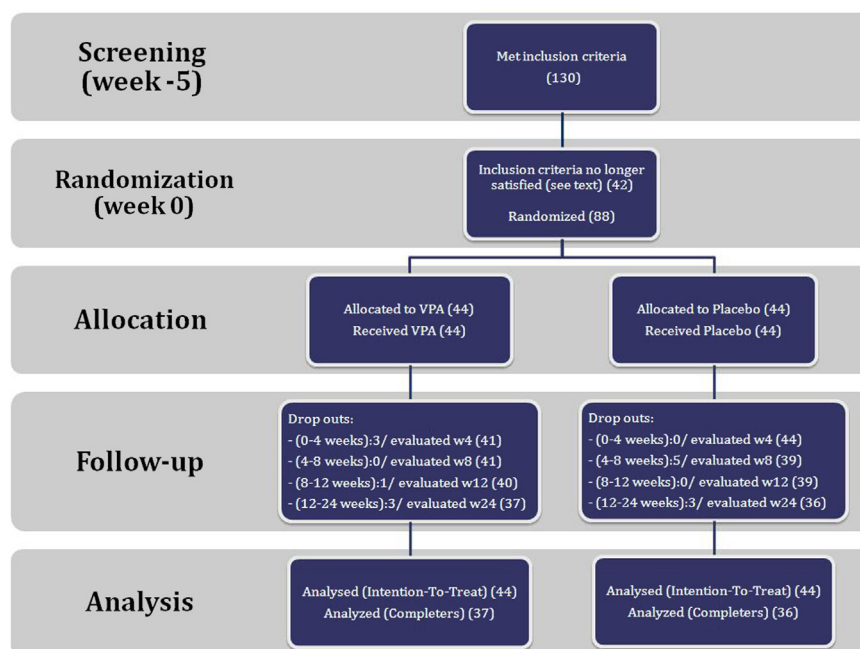 Screening
(week -5)
Met inclusion criteria
(130)
Randomization
(week 0)
Inclusion criteria no longer
satisfied (see text) (42)
Randomized (88)
Allocation
Allocated to VPA (44)
Received VPA (44)
Allocated to Placebo (44)
Received Placebo (44)
Follow-up
Drop outs:
- (0-4 weeks):3/ evaluated w4 (41)
- (4-8 weeks):0/ evaluated w8 (41)
- (8-12 weeks):1/ evaluated w12 (40)
- (12-24 weeks):3/ evaluated w24 (37)
Drop outs:
- (0-4 weeks):0/ evaluated w4 (44)
- (4-8 weeks):5/ evaluated w8 (39)
- (8-12 weeks):0/ evaluated w12 (39)
- (12-24 weeks):3/ evaluated w24 (36)
Analysis
Analysed (Intention-To-Treat) (44)
Analyzed (Completers) (37)
Analysed (Intention-To-Treat) (44)
Analyzed (Completers) (36)